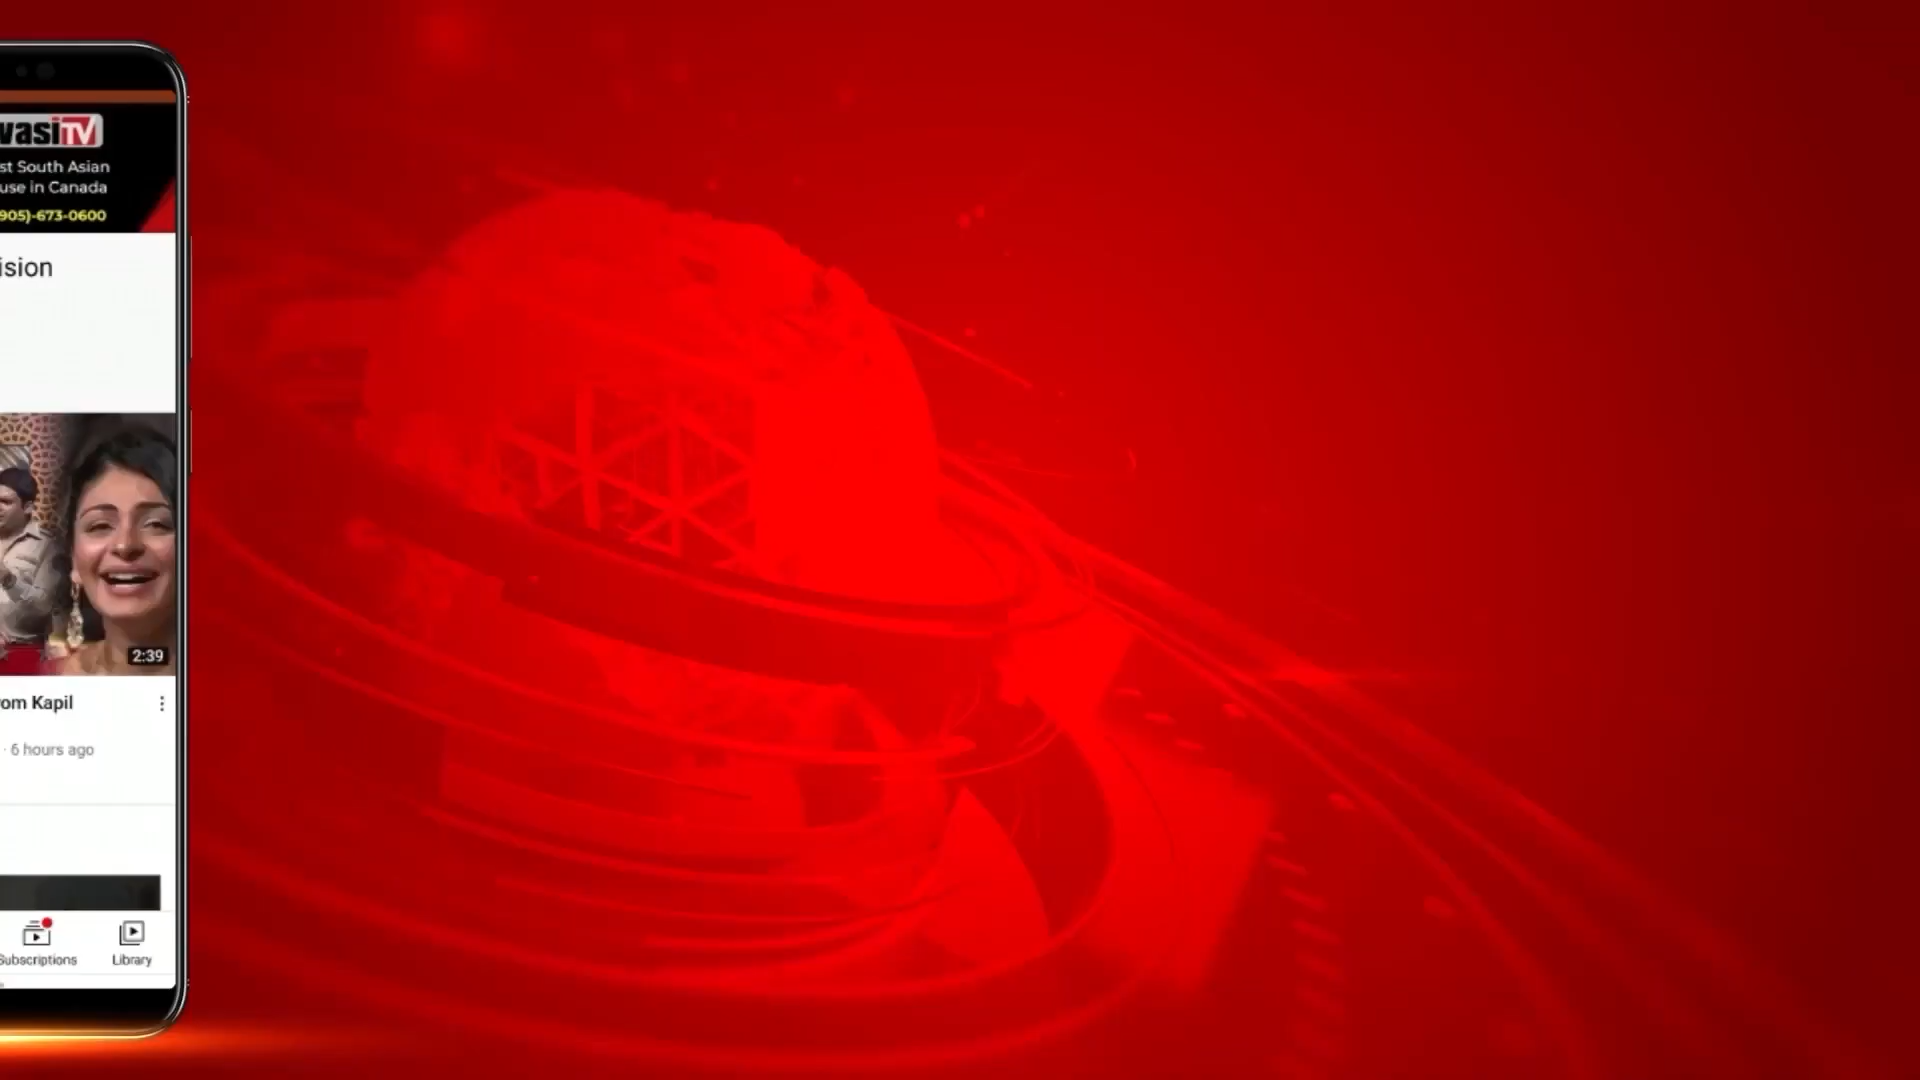 vasiTV
st South Asian
use in Canada
905)-673-0600
ision
2:39
om Kapil
· 6 hours ago
Subscriptions
Library